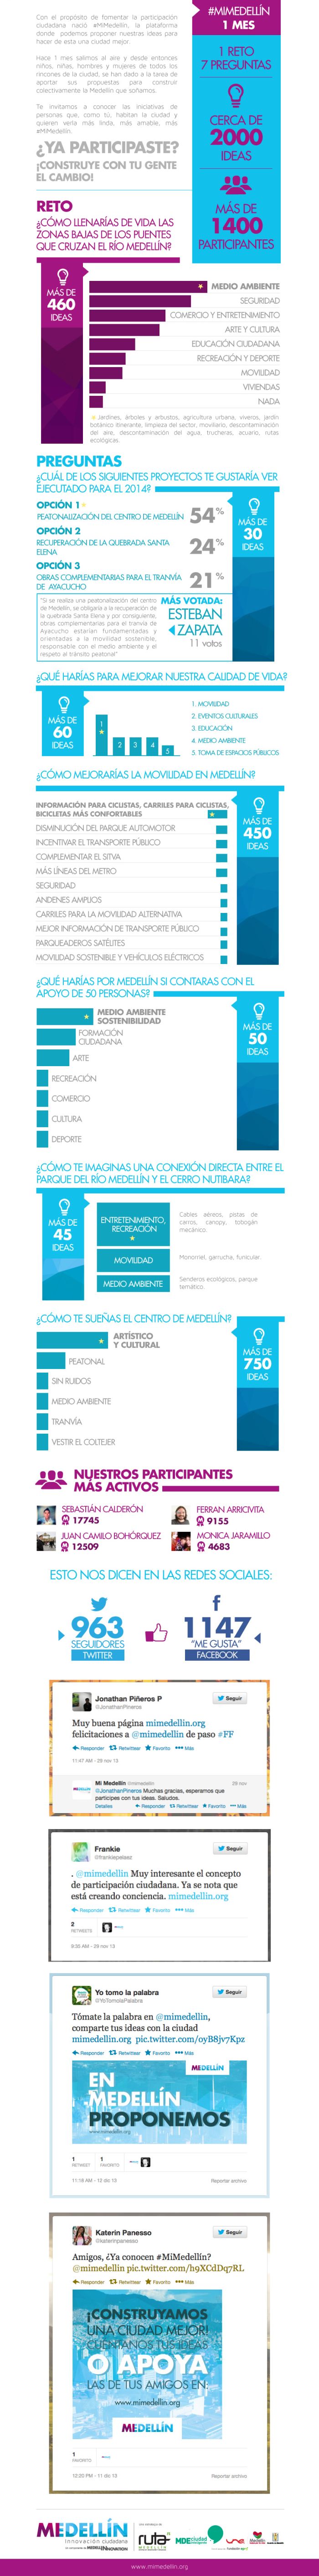 Con el propósito de fomentar la participación
ciudadana nació #MiMedellín, la plataforma
donde podemos proponer nuestras ideas para
hacer de esta una ciudad mejor.
Hace 1 mes salimos al aire y desde entonces
niños, niñas, hombres y mujeres de todos los
rincones de la ciudad, se han dado a la tarea de
aportar sus propuestas para construir
colectivamente la Medellín que soñamos.
Te invitamos a conocer las iniciativas de
personas que, como tú, habitan la ciudad y
quieren verla más linda, más amable, más
#MiMedellín.
¿YA PARTICIPASTE?
¡CONSTRUYE CON TU GENTE
EL CAMBIO!
#MIMEDELLÍN
1 MES
1 RETO
7 PREGUNTAS
CERCA DE
2000
IDEAS
MÁS DE
1400
PARTICIPANTES
RETO
¿CÓMO LLENARÍAS DE VIDA LAS
ZONAS BAJAS DE LOS PUENTES
QUE CRUZAN EL RÍO MEDELLÍN?
MÁS DE
460
IDEAS
MEDIO AMBIENTE
SEGURIDAD
COMERCIO Y ENTRETENIMIENTO
ARTE Y CULTURA
EDUCACIÓN CIUDADANA
RECREACIÓN Y DEPORTE
MOVILIDAD
VIVIENDAS
NADA
Jardines, árboles y arbustos, agricultura urbana, viveros, jardín
botánico itinerante, limpieza del sector, moviliario, descontaminación
del aire, descontaminación del agua, trucheras, acuario, rutas
ecológicas.
PREGUNTAS
¿CUÁL DE LOS SIGUIENTES PROYECTOS TE GUSTARÍA VER
EJECUTADO PARA EL 2014?
OPCIÓN 1
PEATONALIZACIÓN DEL CENTRO DE MEDELLÍN
54%
OPCIÓN 2
RECUPERACIÓN DE LA QUEBRADA SANTA
ELENA
24%
OPCIÓN 3
OBRAS COMPLEMENTARIAS PARA EL TRANVÍA
DE AYACUCHO
21%
MÁS DE
30
IDEAS
"Si se realiza una peatonalización del centro
de Medellín, se obligaría a la recuperación de
la quebrada Santa Elena y por consiguiente,
obras complementarias para el tranvía de
Ayacucho estarían fundamentadas y
orientadas a la movilidad sostenible,
responsable con el medio ambiente y el
respeto al tránsito peatonal"
MÁS VOTADA:
ESTEBAN
ZAPATA
11 votos
¿QUÉ HARÍAS PARA MEJORAR NUESTRA CALIDAD DE VIDA?
MÁS DE
60
IDEAS
1
2
3
4
5
1. MOVILIDAD
2. EVENTOS CULTURALES
3. EDUCACIÓN
4. MEDIO AMBIENTE
5. TOMA DE ESPACIOS PÚBLICOS
¿CÓMO MEJORARÍAS LA MOVILIDAD EN MEDELLÍN?
INFORMACIÓN PARA CICLISTAS, CARRILES PARA CICLISTAS,
BICICLETAS MÁS CONFORTABLES
DISMINUCIÓN DEL PARQUE AUTOMOTOR
INCENTIVAR EL TRANSPORTE PÚBLICO
COMPLEMENTAR EL SITVA
MÁS LÍNEAS DEL METRO
SEGURIDAD
ANDENES AMPLIOS
CARRILES PARA LA MOVILIDAD ALTERNATIVA
MEJOR INFORMACIÓN DE TRANSPORTE PÚBLICO
PARQUEADEROS SATÉLITES
MOVILIDAD SOSTENIBLE Y VEHÍCULOS ELÉCTRICOS
MÁS DE
450
IDEAS
¿QUÉ HARÍAS POR MEDELLÍN SI CONTARAS CON EL
APOYO DE 50 PERSONAS?
MEDIO AMBIENTE
SOSTENIBILIDAD
FORMACIÓN
CIUDADANA
ARTE
RECREACIÓN
COMERCIO
CULTURA
DEPORTE
MÁS DE
50
IDEAS
¿CÓMO TE IMAGINAS UNA CONEXIÓN DIRECTA ENTRE EL
PARQUE DEL RÍO MEDELLÍN Y EL CERRO NUTIBARA?
MÁS DE
45
IDEAS
ENTRETENIMIENTO,
RECREACIÓN
Cables aéreos, pistas de
carros, canopy, tobogán
mecánico.
MOVILIDAD
Monorriel, garrucha, funicular.
MEDIO AMBIENTE
Senderos ecológicos, parque
temático.
¿CÓMO TE SUEÑAS EL CENTRO DE MEDELLÍN?
ARTÍSTICO
Y CULTURAL
PEATONAL
SIN RUIDOS
MEDIO AMBIENTE
TRANVÍA
VESTIR EL COLTEJER
MÁS DE
750
IDEAS
NUESTROS PARTICIPANTES
MÁS ACTIVOS
SEBASTIÁN CALDERÓN
17745
FERRAN ARRICIVITA
9155
JUAN CAMILO BOHÓRQUEZ
12509
MONICA JARAMILLO
4683
ESTO NOS DICEN EN LAS REDES SOCIALES:
963
SEGUIDORES
TWITTER
1147
"ME GUSTA"
FACEBOOK
Jonathan Piñeros P
@JonathanPineros
Seguir
Muy buena página mimedellin.org
felicitaciones a @mimedellin de paso #FF
Responder Retwittear Favorito Más
11:47 AM - 29 nov 13
Mi Medellín @mimedellin
29 nov
@JonathanPineros Muchas gracias, esperamos que
participes con tus ideas. Saludos.
Detalles
Responder Retwittear Favorito Más
Frankie
@frankiepelaez
Seguir
. @mimedellin Muy interesante el concepto
de participación ciudadana. Ya se nota que
está creando conciencia. mimedellin.org
Responder Retwittear Favorito Más
2
RETWEETS
9:35 AM - 29 nov 13
Yo tomo la palabra
@YoTomolaPalabra
Seguir
Tómate la palabra en @mimedellin,
comparte tus ideas con la ciudad
mimedellin.org pic.twitter.com/oyB8jv7Kpz
Responder Retwittear Favorito Más
MEDELLÍN
EN
MEDELLÍN
PROPONEMOS
www.mimedellin.org
1
RETWEET
1
FAVORITO
11:16 AM - 12 dic 13
Reportar archivo
Katerin Panesso
@katerinpanesso
Seguir
Amigos, ¿Ya conocen #MiMedellín?
@mimedellin pic.twitter.com/h9XCdDq7RL
Responder Retwittear Favorito Más
¡CONSTRUYAMOS
UNA CIUDAD MEJOR!
CUÉNTANOS TUS IDEAS
O APOYA
LAS DE TUS AMIGOS EN:
www.mimedellin.org
MEDELLÍN
1
FAVORITO
12:20 PM - 11 dic 13
Reportar archivo
MEDELLÍN
innovación ciudadana
ruta
MEDELLÍN
MDEciudad
une
www.mimedellin.org